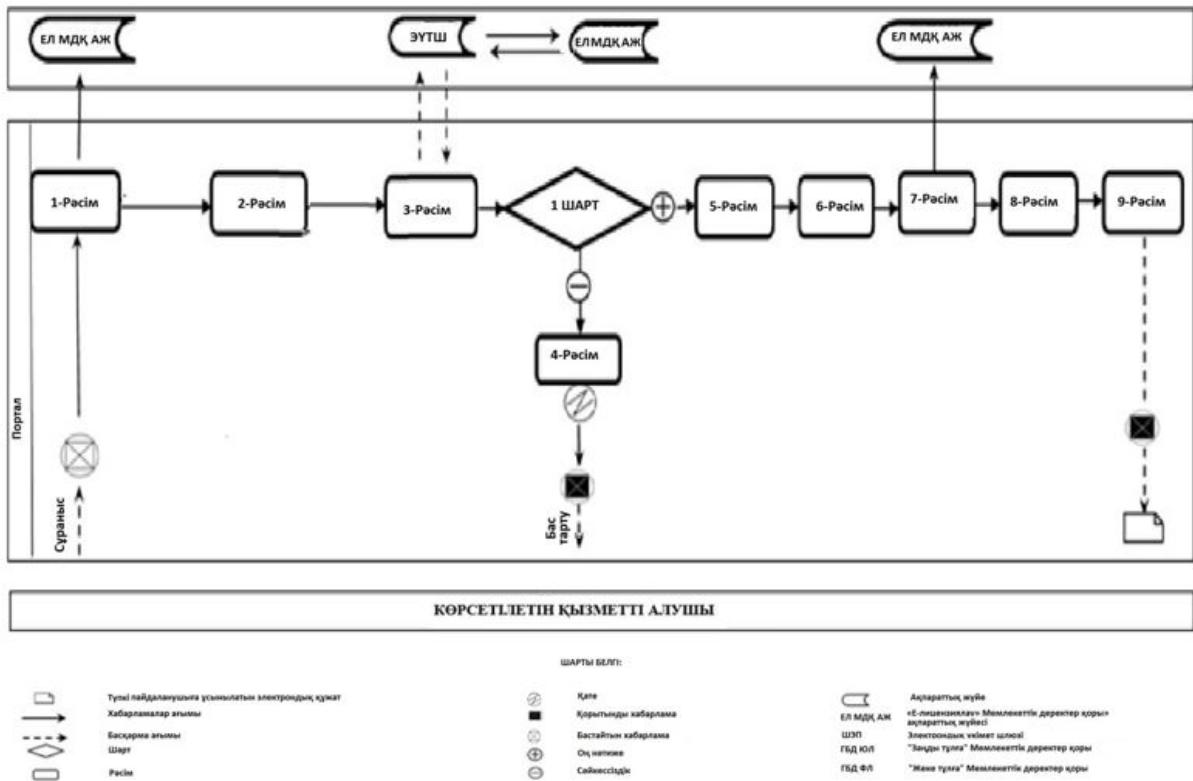 ЕЛ МДҚ АЖ
ЭҮТШ
ЕЛ МДҚ АЖ
ЕЛ МДҚ АЖ
1-Рәсім
2-Рәсім
3-Рәсім
1 ШАРТ
5-Рәсім
6-Рәсім
7-Рәсім
8-Рәсім
9-Рәсім
4-Рәсім
Портал
Сұраныс
Бас
тарту
КӨРСЕТІЛЕТІН ҚЫЗМЕТТІ АЛУШЫ
ШАРТЫ БЕЛГІ:
Түпкі пайдаланушыға ұсынылатын электрондық құжат
Хабарламалар ағымы
Басқарма ағымы
Шарт
Рәсім
Қате
Қорытынды хабарлама
Бастайтын хабарлама
Оң нәтиже
Сәйкессіздік
Ақпараттық жүйе
ЕЛ МДҚ АЖ «Е-лицензиялау» Мемлекеттік деректер қоры»
ақпараттық жүйесі
ШЭП Электрондық үкімет шлюзі
ГБД ЮЛ "Заңды тұлға" Мемлекеттік деректер қоры
ГБД ФЛ "Жеке тұлға" Мемлекеттік деректер қоры